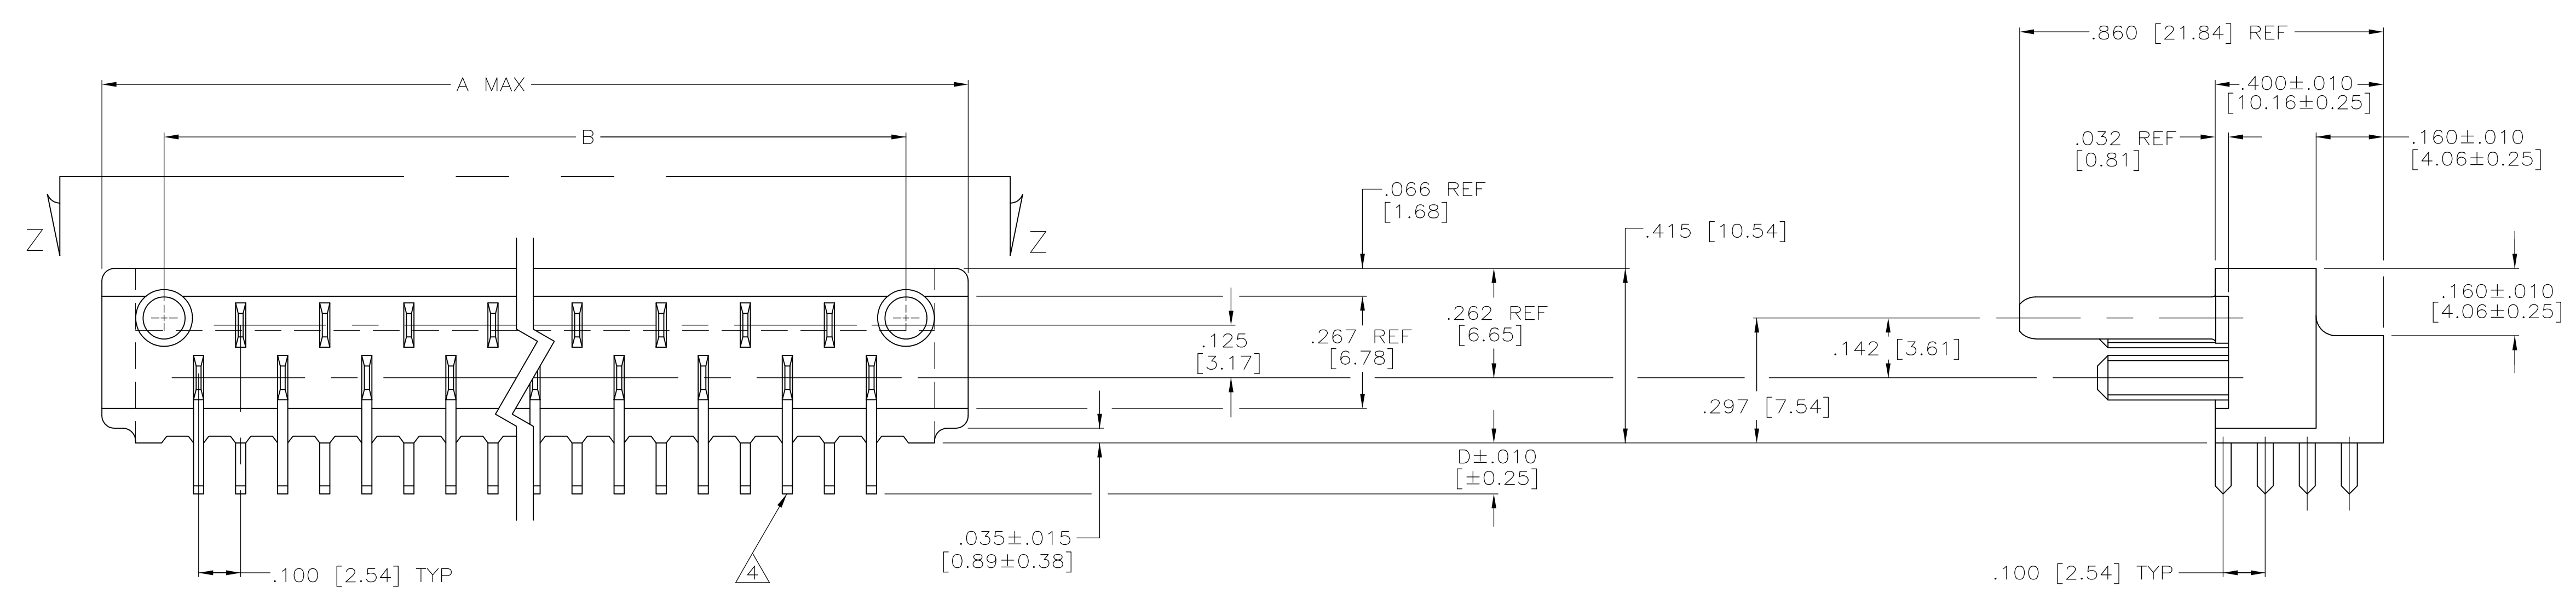 .860 [21.84] REF
A MAX
.400±.010
[10.16±0.25]
B
.032 REF
[0.81]
.160±.010
[4.06±0.25]
.066 REF
[1.68]
Z
Z
.415 [10.54]
.160±.010
[4.06±0.25]
.262 REF
[6.65]
.125
[3.17]
.267 REF
[6.78]
.142 [3.61]
.297 [7.54]
D±.010
[±0.25]
.035±.015
[0.89±0.38]
4
.100 [2.54] TYP
.100 [2.54] TYP